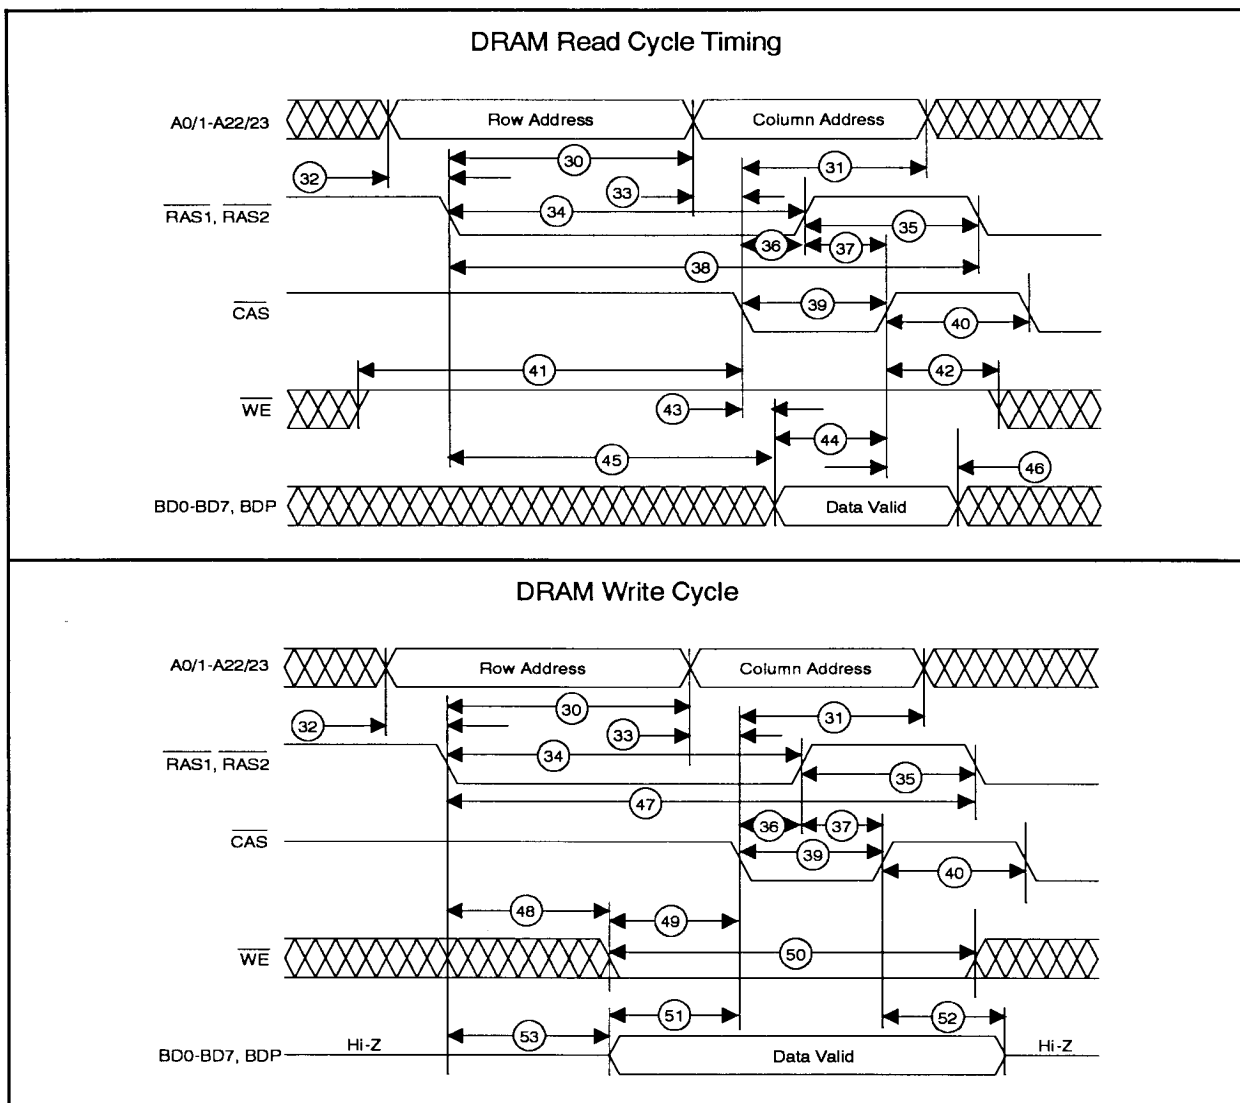 DRAM Read Cycle Timing
A0/1-A22/23
Row Address
Column Address
30
31
32
33
RAS1, RAS2
34
35
36
37
38
CAS
39
40
41
42
WE
43
44
45
46
BD0-BD7, BDP
Data Valid
DRAM Write Cycle
A0/1-A22/23
Row Address
Column Address
30
31
32
33
RAS1, RAS2
34
35
47
36
37
CAS
39
40
48
49
WE
50
51
52
53
BD0-BD7, BDP
Hi-Z
Data Valid
Hi-Z